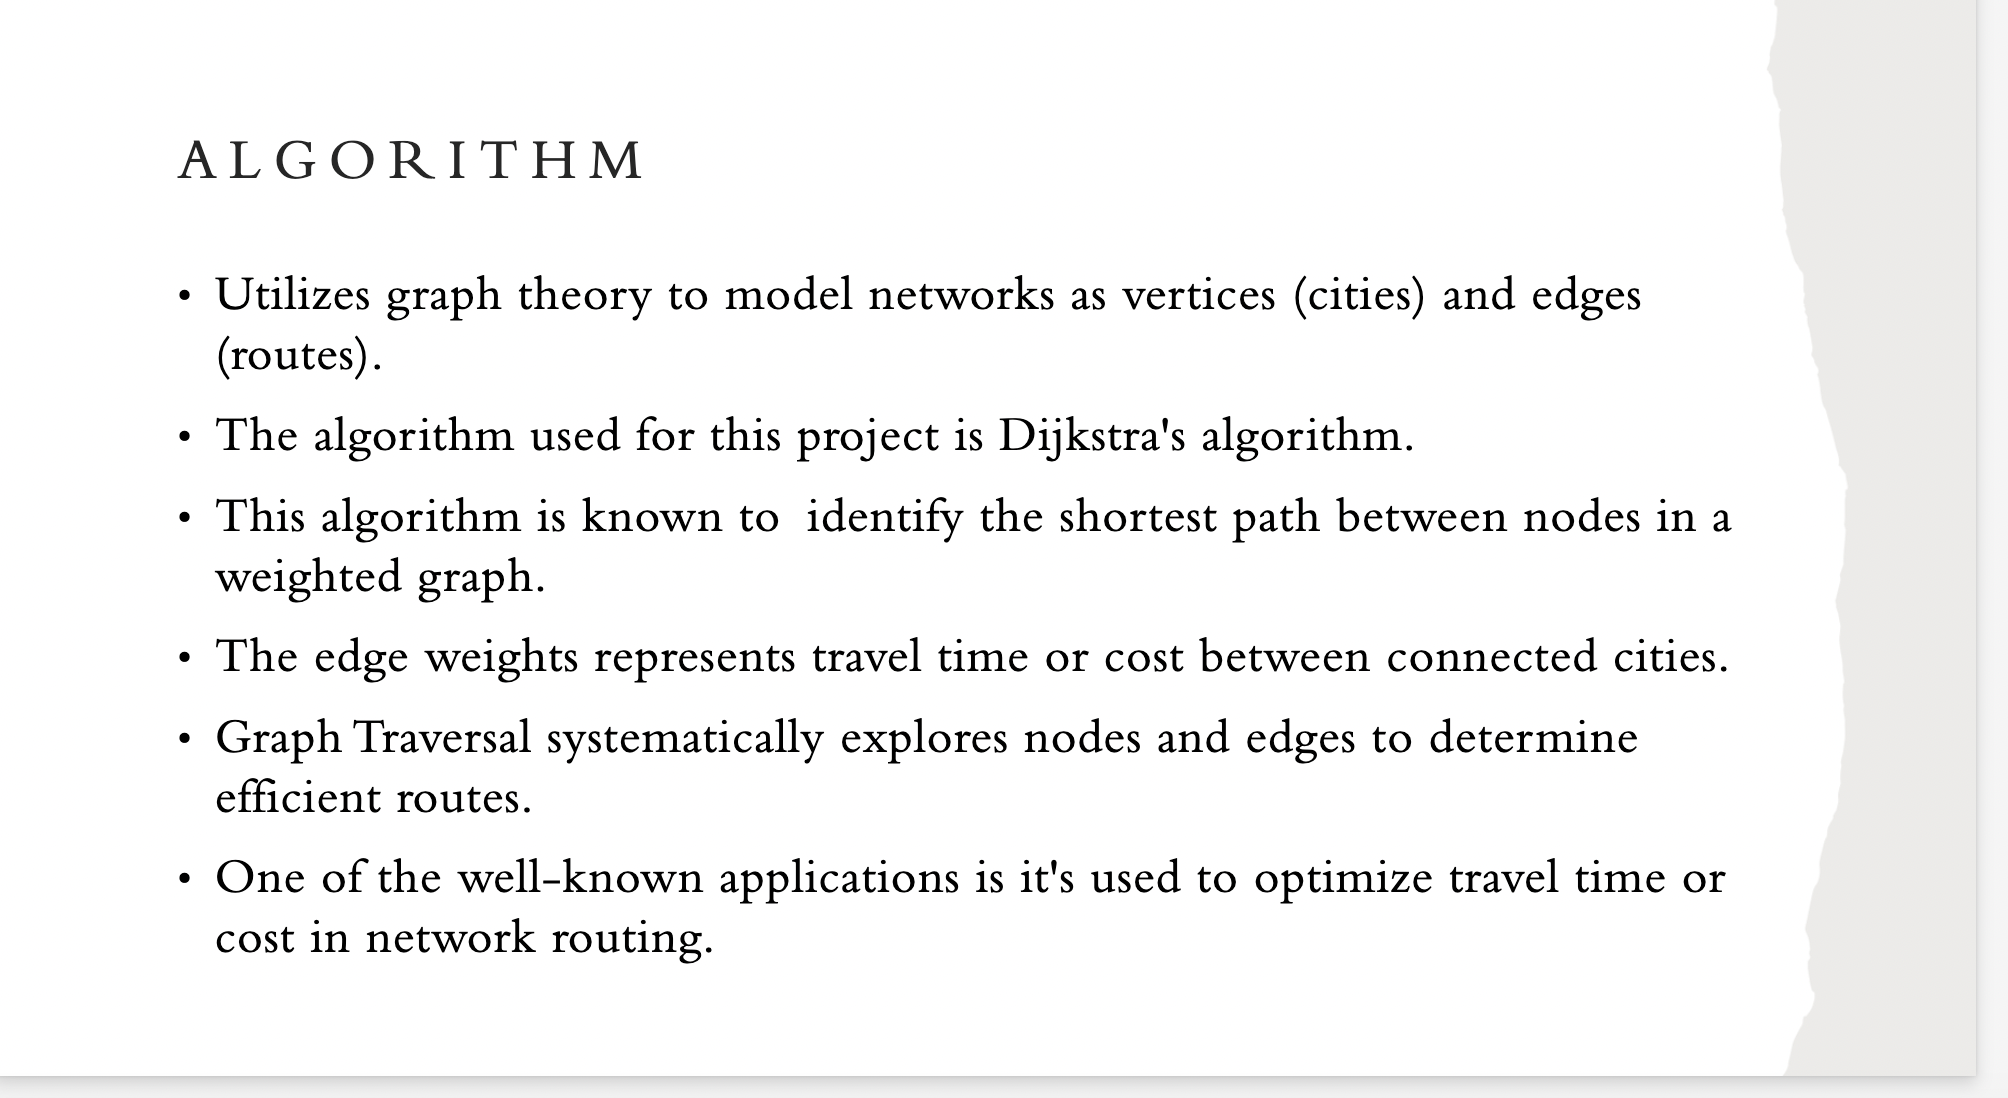 ALGORITHM
• Utilizes graph theory to model networks as vertices (cities) and edges
(routes).
• The algorithm used for this project is Dijkstra's algorithm.
• This algorithm is known to  identify the shortest path between nodes in a
weighted graph.
• The edge weights represents travel time or cost between connected cities.
• Graph Traversal systematically explores nodes and edges to determine
efficient routes.
• One of the well-known applications is it's used to optimize travel time or
cost in network routing.